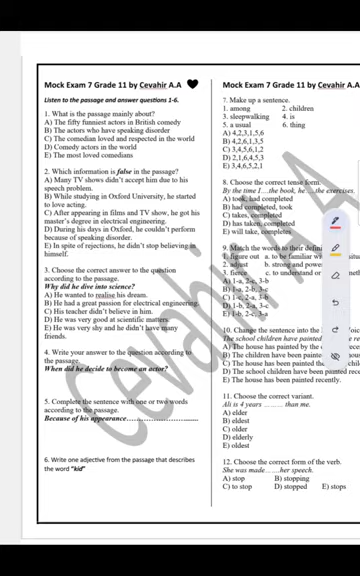 Mock Exam 7 Grade 11 by Cevahir A.A
Listen to the passage and answer questions 1-6.
1. What is the passage mainly about?
A) The fifty funniest actors in British comedy
B) The actors who have speaking disorder
C) The comedian loved and respected in the world
D) Comedy actors in the world
E) The most loved comedians
2. Which information is false in the passage?
A) Many TV shows didn't accept him due to his
speech problem.
B) While studying in Oxford University, he started
to love acting.
C) After appearing in films and TV show, he got his
master's degree in electrical engineering.
D) During his days in Oxford, he couldn't perform
because of speaking disorder.
E) In spite of rejections, he didn't stop believing in
himself.
3. Choose the correct answer to the question
according to the passage.
Why did he dive into science?
A) He wanted to realise his dream.
B) He had a great passion for electrical engineering.
C) His teacher didn't believe in him.
D) He was very good at scientific matters
E) He was very shy and he didn't have many
friends.
4. Write your answer to the question according to
the passage.
When did he decide to become an actor?
5. Complete the sentence with one or two words
according to the passage.
Because of his appearance…………………........
6. Write one adjective from the passage that describes
the word "kid"
Mock Exam 7 Grade 11 by Cevahir A.A
7. Make up a sentence.
1. among 2. children
3. sleepwalking 4. is
5. a usual 6. thing
A) 4,2,3,1,5,6
B) 4,2,6,1,3,5
C) 3,4,5,6,1,2
D) 2,1,6,4,5,3
E) 3,4,6,5,2,1
8. Choose the correct tense form.
By the time I ...the book, he ... the exercises.
A) took, had completed
B) had completed, took
C) takes, completed
D) has taken, completed
E) will take, completes
9. Match the words to their defini
1. figure out a. to be familiar
2. adjust b. strong and powe
3. fierce c. to understand or
A) 1-a, 2-c, 3-b
B) 1-a, 2-b, 3-c
C) 1-c, 2-a, 3-b
D) 1-b, 2-a, 3-c
E) 1-b, 2-c, 3-a
10. Change the sentence into the
The school children have painted
A) The house has been painted by the
B) The children have been painte
C) The house has been painted
D) The school children have been painted
E) The house has been painted recently.
11. Choose the correct variant.
Ali is 4 years ……… than me.
A) elder
B) eldest
C) older
D) elderly
E) oldest
12. Choose the correct form of the verb.
She was made ……her speech.
A) stop B) stopping
C) to stop D) stopped E) stops
Cevahir A.A